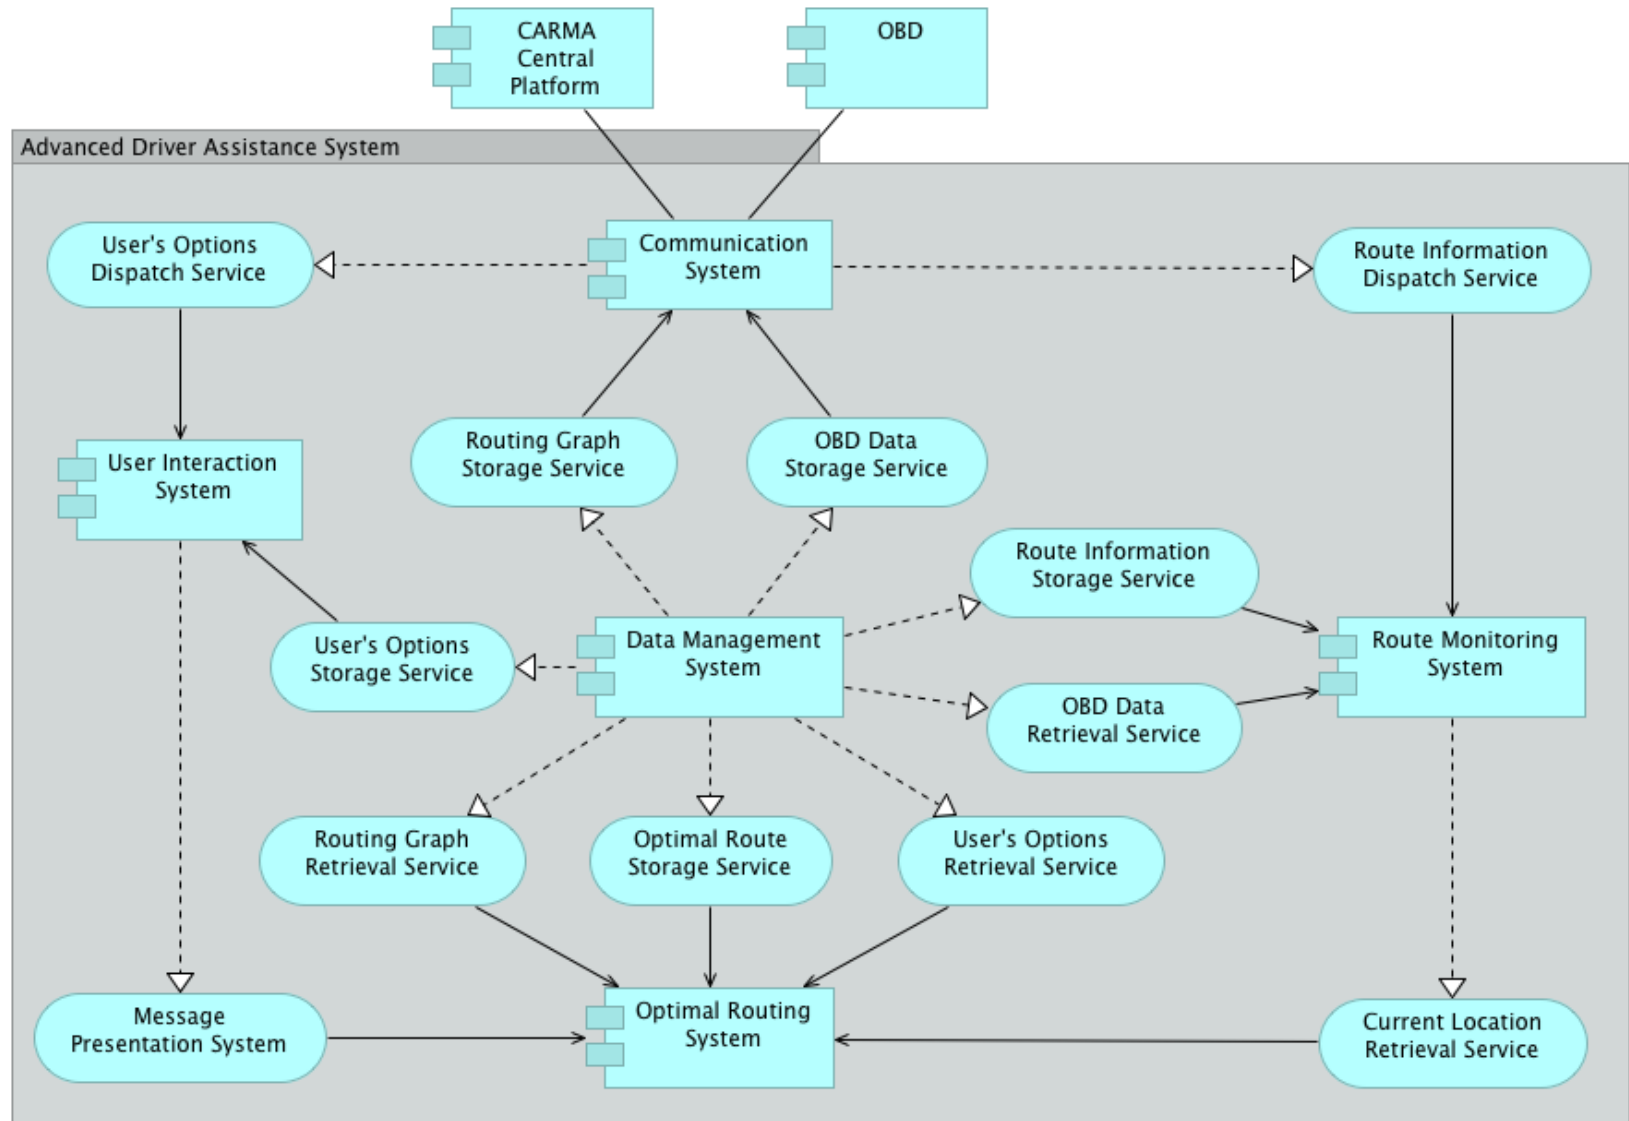 CARMA
Central
Platform
OBD
Advanced Driver Assistance System
User's Options
Dispatch Service
Communication
System
Route Information
Dispatch Service
Routing Graph
Storage Service
OBD Data
Storage Service
User Interaction
System
Route Information
Storage Service
User's Options
Storage Service
Data Management
System
Route Monitoring
System
OBD Data
Retrieval Service
Routing Graph
Retrieval Service
Optimal Route
Storage Service
User's Options
Retrieval Service
Message
Presentation System
Optimal Routing
System
Current Location
Retrieval Service